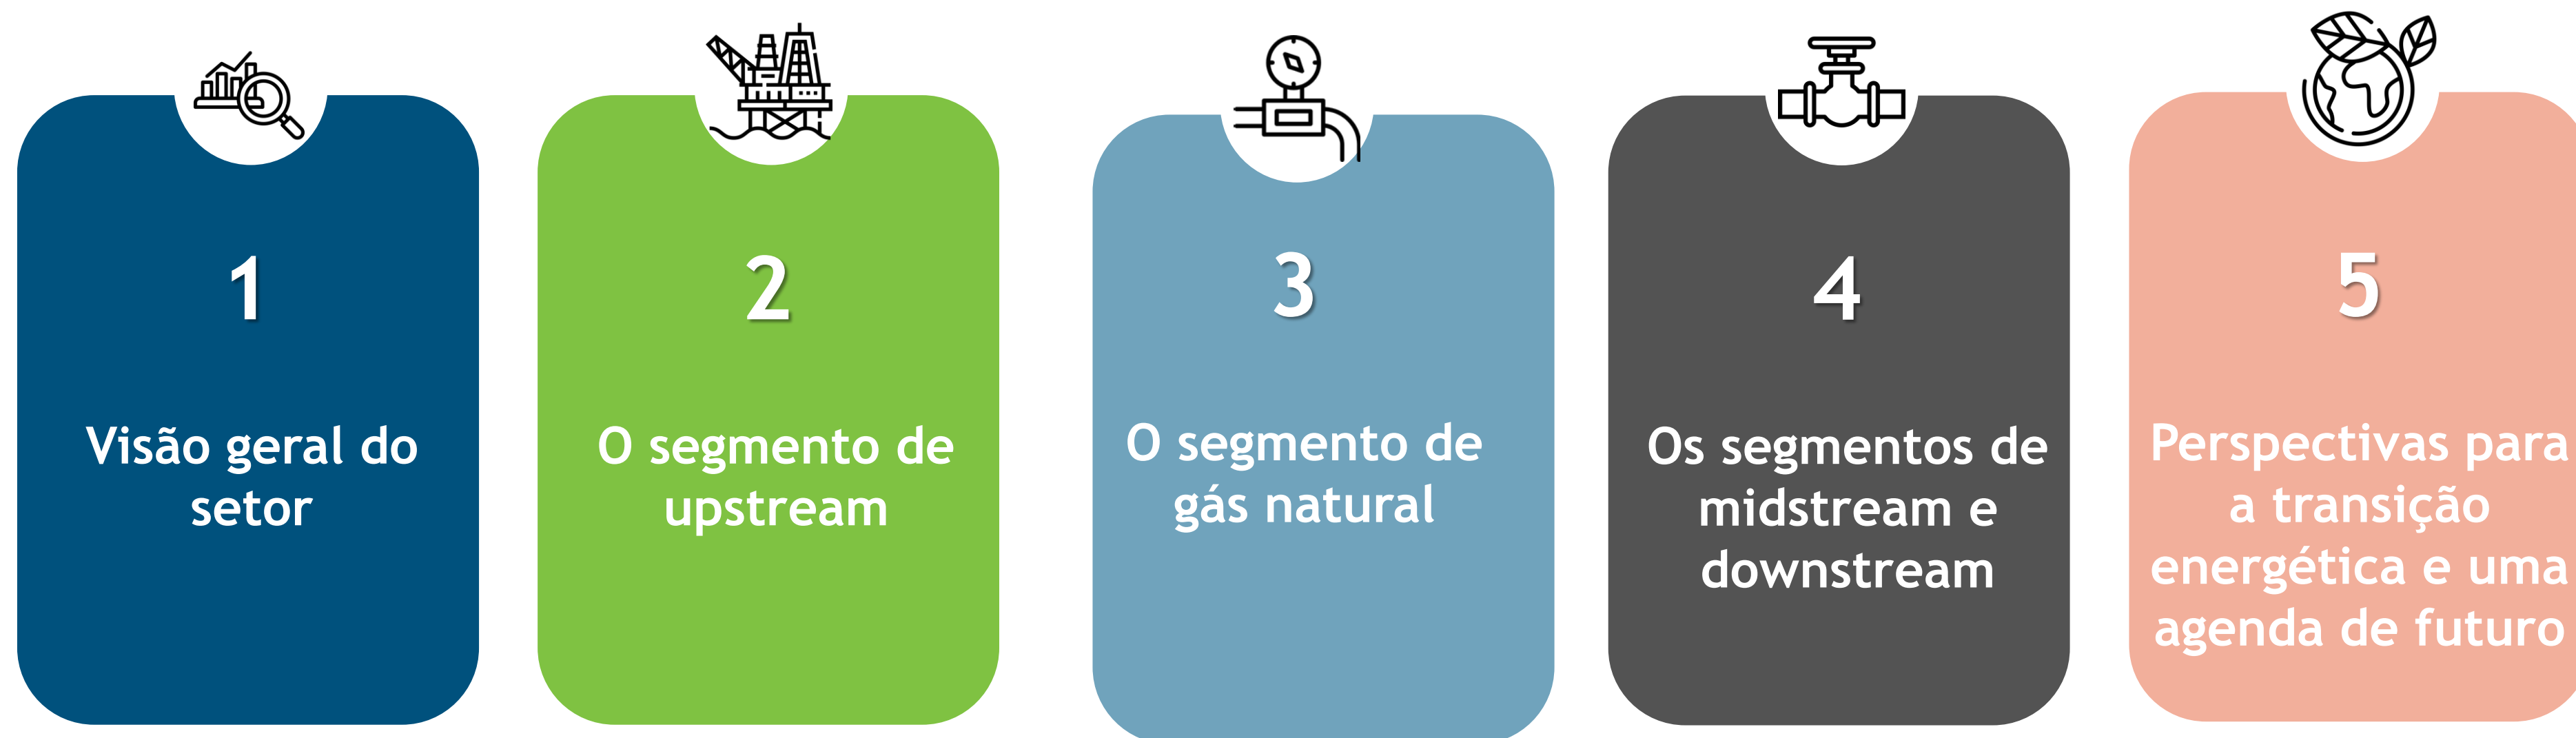 1
Visão geral do
setor
2
O segmento de
upstream
3
O segmento de
gás natural
4
Os segmentos de
midstream e
downstream
5
Perspectivas para
a transição
energética e uma
agenda de futuro